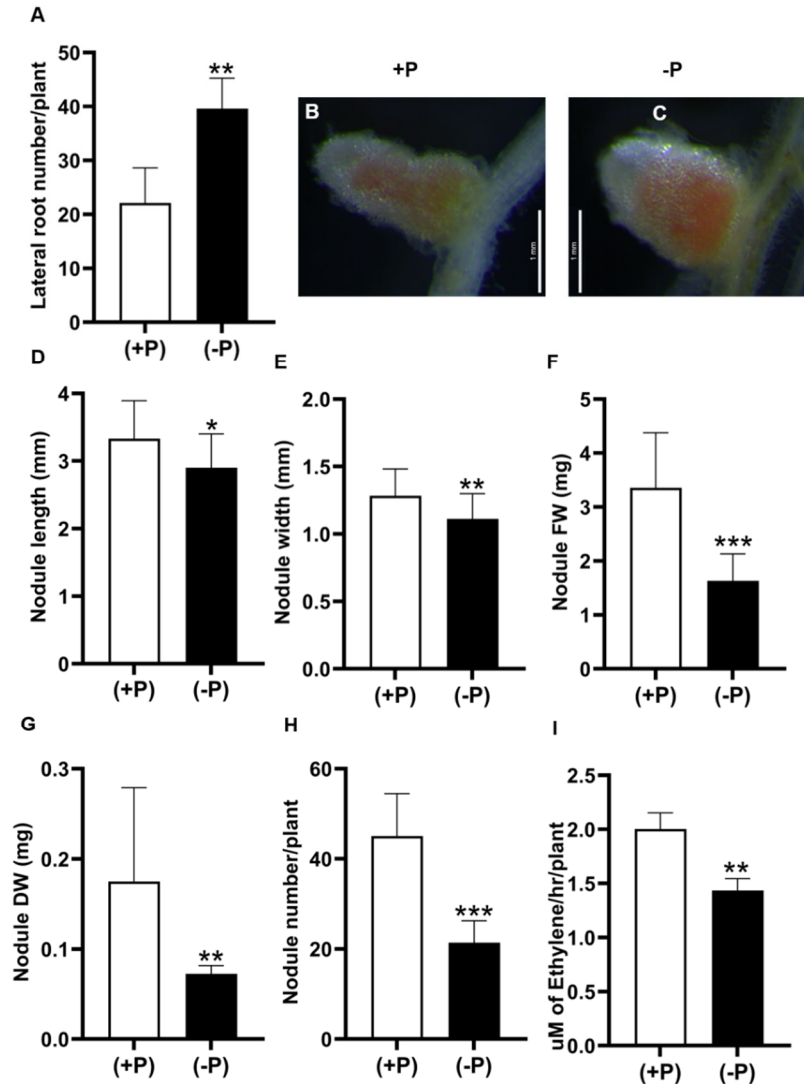 A
Lateral root number/plant
50
40
30
20
10
0
**
(+P)
(-P)
+P
-P
B
1 mm
C
1 mm
D
Nodule length (mm)
4
3
2
1
0
*
(+P)
(-P)
E
Nodule width (mm)
2.0
1.5
1.0
0.5
0.0
**
(+P)
(-P)
F
Nodule FW (mg)
5
4
3
2
1
0
***
(+P)
(-P)
G
Nodule DW (mg)
0.3
0.2
0.1
0.0
**
(+P)
(-P)
H
Nodule number/plant
60
40
20
0
***
(+P)
(-P)
I
uM of Ethylene/hr/plant
2.5
2.0
1.5
1.0
0.5
0.0
**
(+P)
(-P)